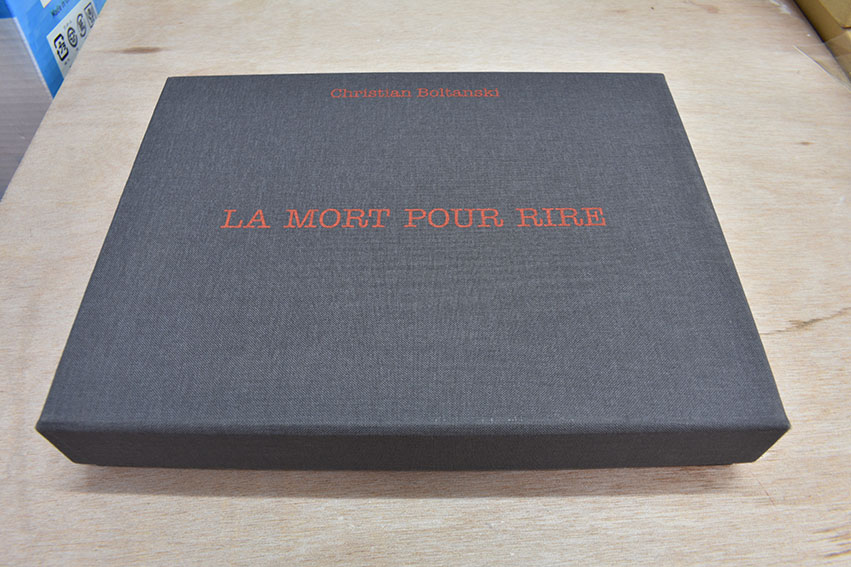 Christian Boltanski
LA MORT POUR RIRE